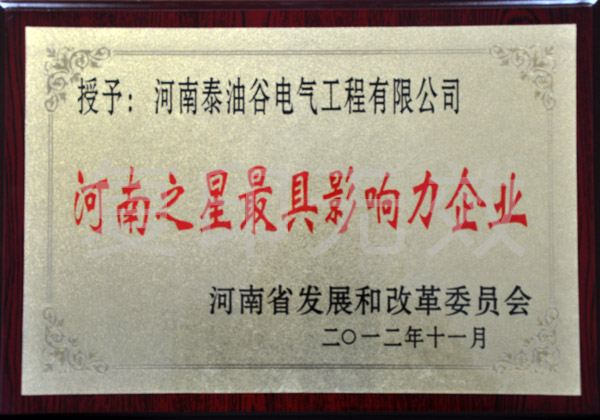 授予：河南泰油谷电气工程有限公司
河南之星最具影响力企业
河南省发展和改革委员会
二〇一二年十一月